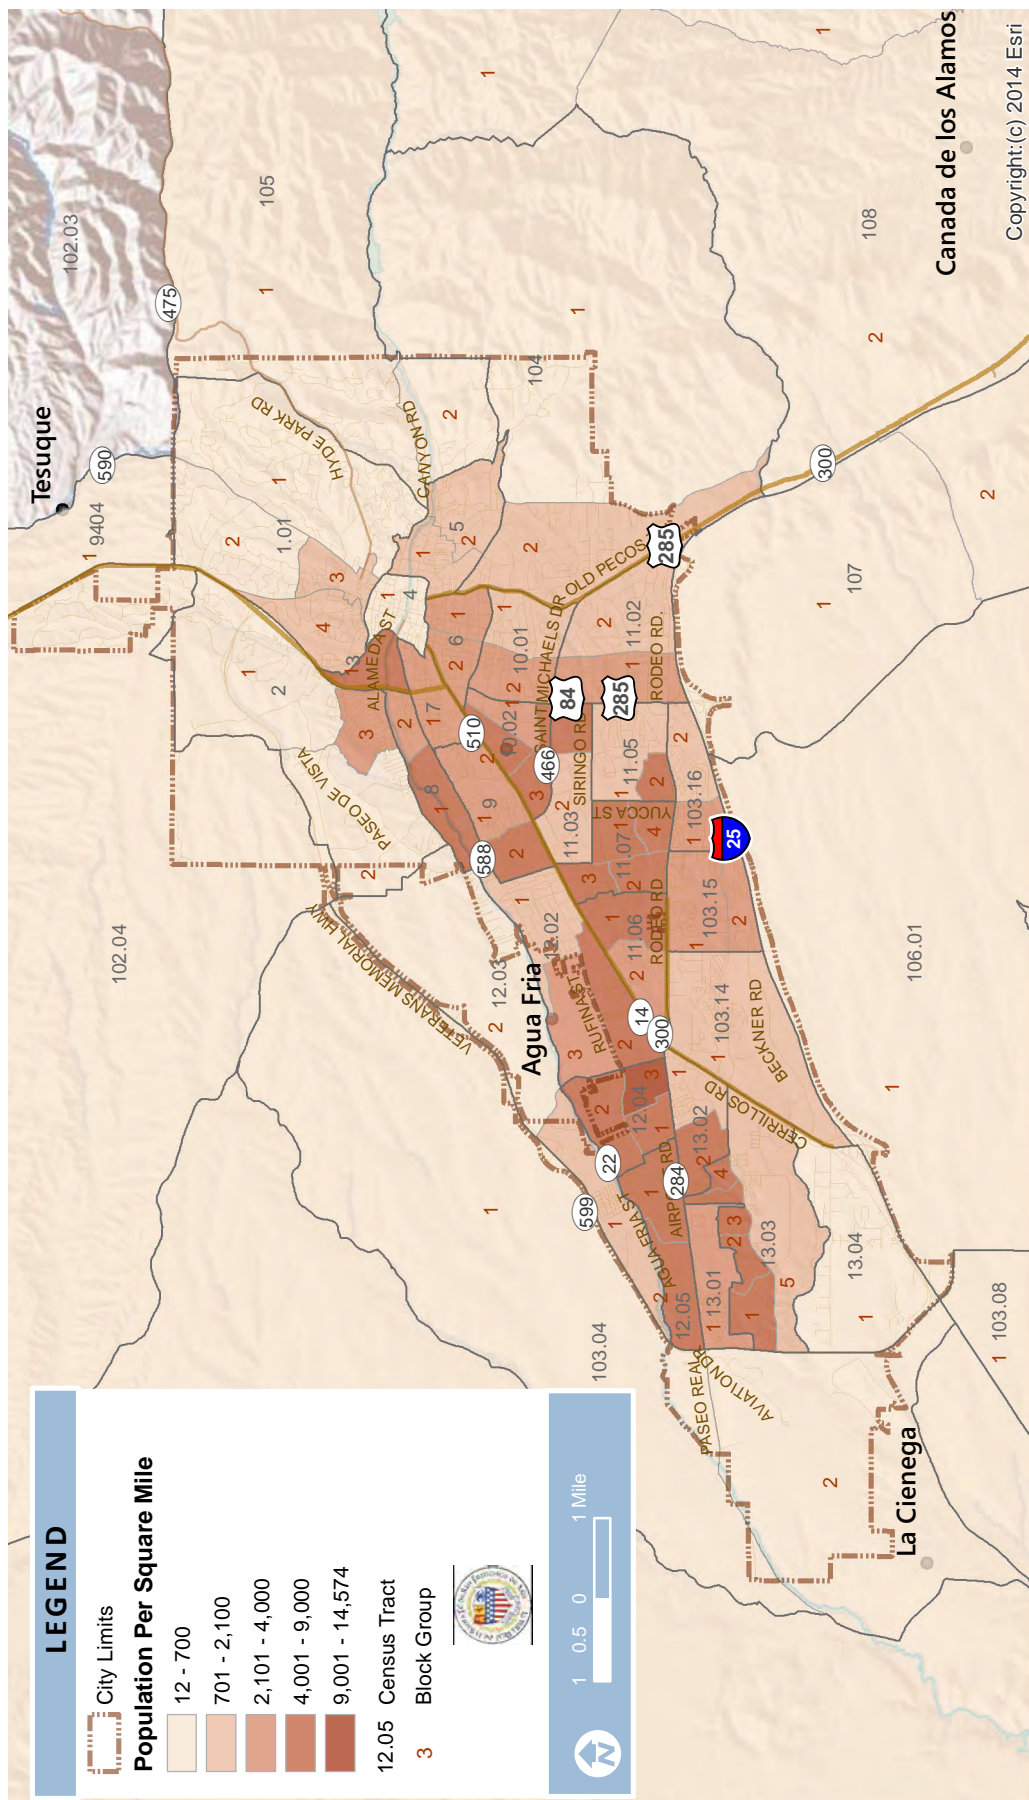 LEGEND
City Limits
Population Per Square Mile
12 - 700
701 - 2,100
2,101 - 4,000
4,001 - 9,000
9,001 - 14,574
12.05 Census Tract
3 Block Group
1 0.5 0 1 Mile
N
Tesuque
Agua Fria
La Cienega
Canada de los Alamos
Copyright:(c) 2014 Esri
102.03
105
9404
475
590
HYDE PARK RD
CANYON RD
1.01
104
108
107
106.01
102.04
103.04
103.08
ALAMEDA ST
PASEO DE VISTA
VETERANS MEMORIAL HWY
SAINT MICHAELS DR
OLD PECOS
SIRINGO RD
RODEO RD.
YUCCA ST
RODEO RD
RUFINA ST
BECKNER RD
CERRILLOS RD
AGUA FRIA ST
PASEO REAL
AVIATION DR
10.01
10.02
11.02
11.03
11.05
11.06
11.07
12.02
12.03
12.04
12.05
13.01
13.02
13.03
13.04
103.14
103.15
103.16
285
84
285
300
510
466
588
25
14
300
22
599
284